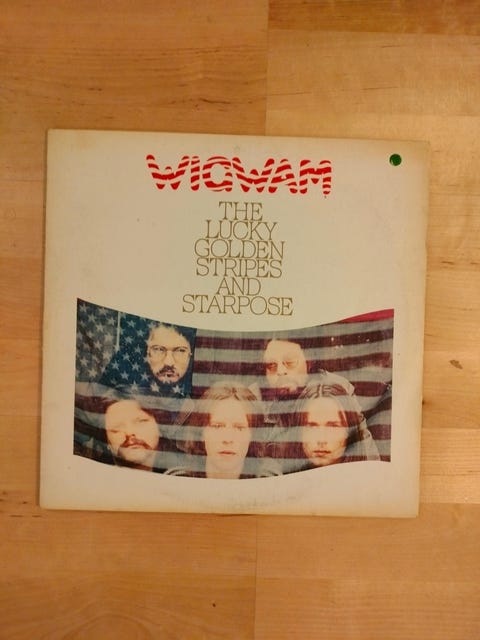 WIGWAM
THE
LUCKY
GOLDEN
STRIPES
AND
STARPOSE